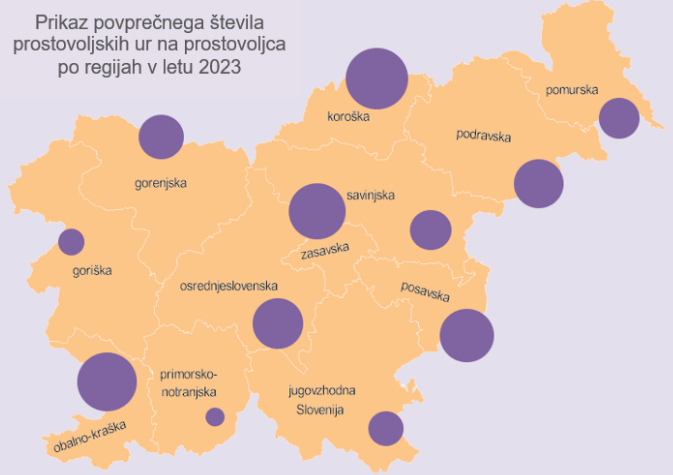 Prikaz povprečnega števila
prostovoljskih ur na prostovoljca
po regijah v letu 2023
pomurska
koroška
podravska
gorenjska
savinjska
zasavska
goriška
osrednjeslovenska
posavska
primorsko-
notranjska
jugovzhodna
Slovenija
obalno-kraška